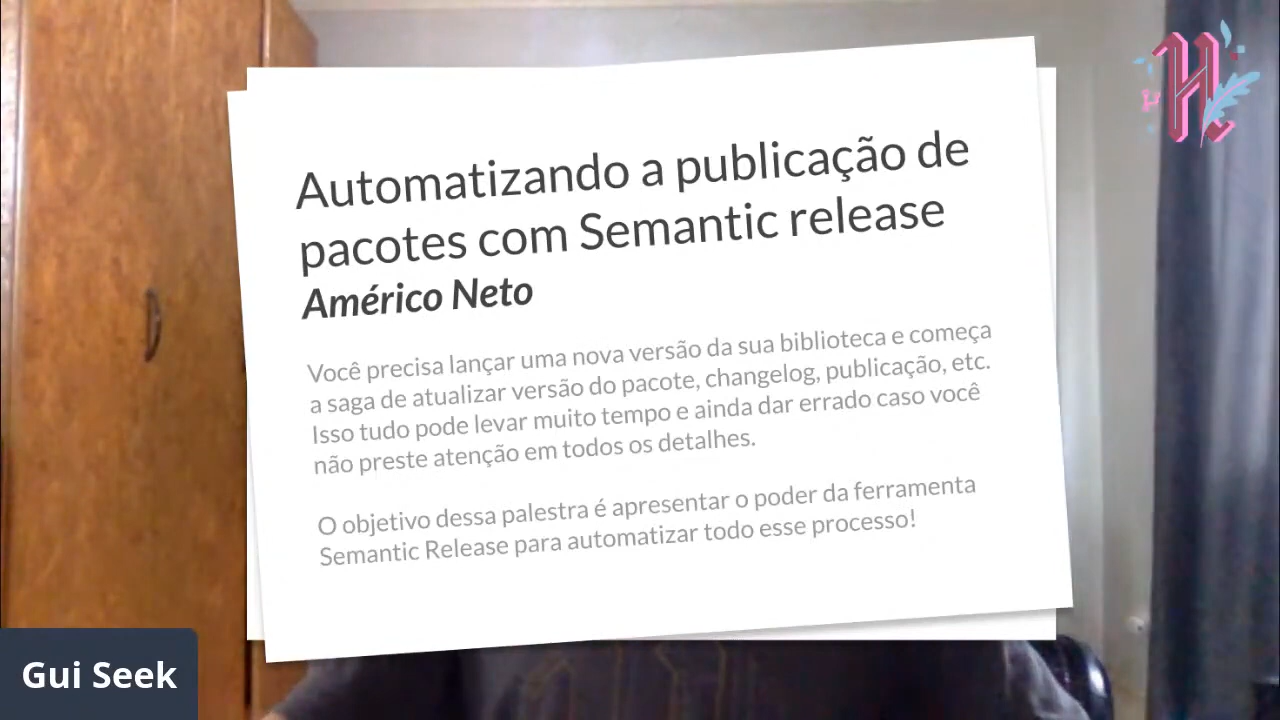 Automatizando a publicação de
pacotes com Semantic release
Américo Neto
Você precisa lançar uma nova versão da sua biblioteca e começa
a saga de atualizar versão do pacote, changelog, publicação, etc.
Isso tudo pode levar muito tempo e ainda dar errado caso você
não preste atenção em todos os detalhes.
O objetivo dessa palestra é apresentar o poder da ferramenta
Semantic Release para automatizar todo esse processo!
Gui Seek